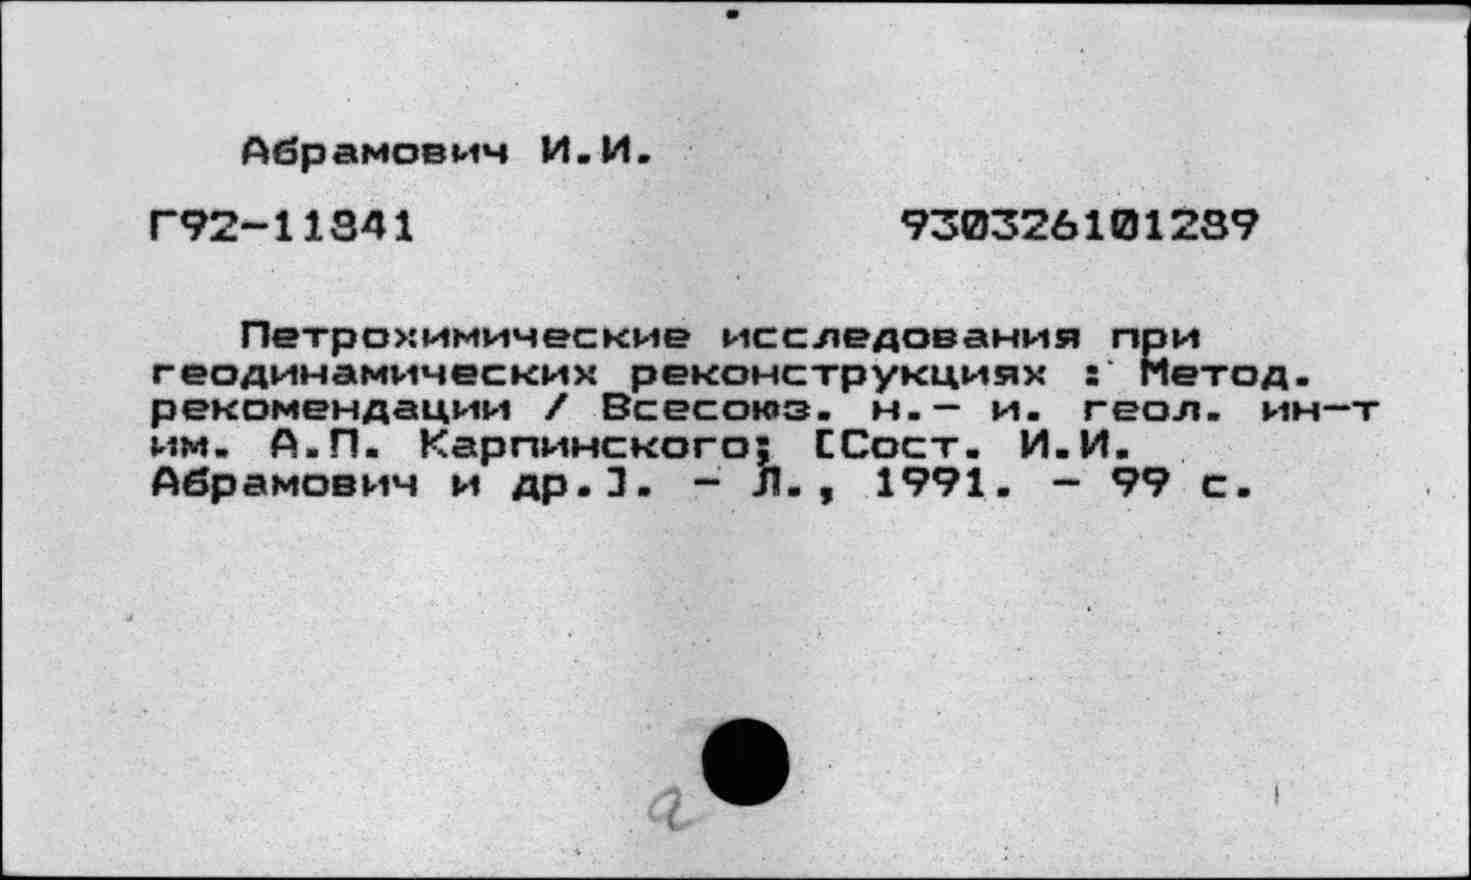 Абрамович И.И.
Г92-11841 930326101289
Петрохимические исследования при
геодинамических реконструкциях : Метод.
рекомендации / Всесоюз. н.- и. геол. ин-т
им. А.П. Карпинского; [Сост. И.И.
Абрамович и др.]. - Л., 1991. - 99 с.